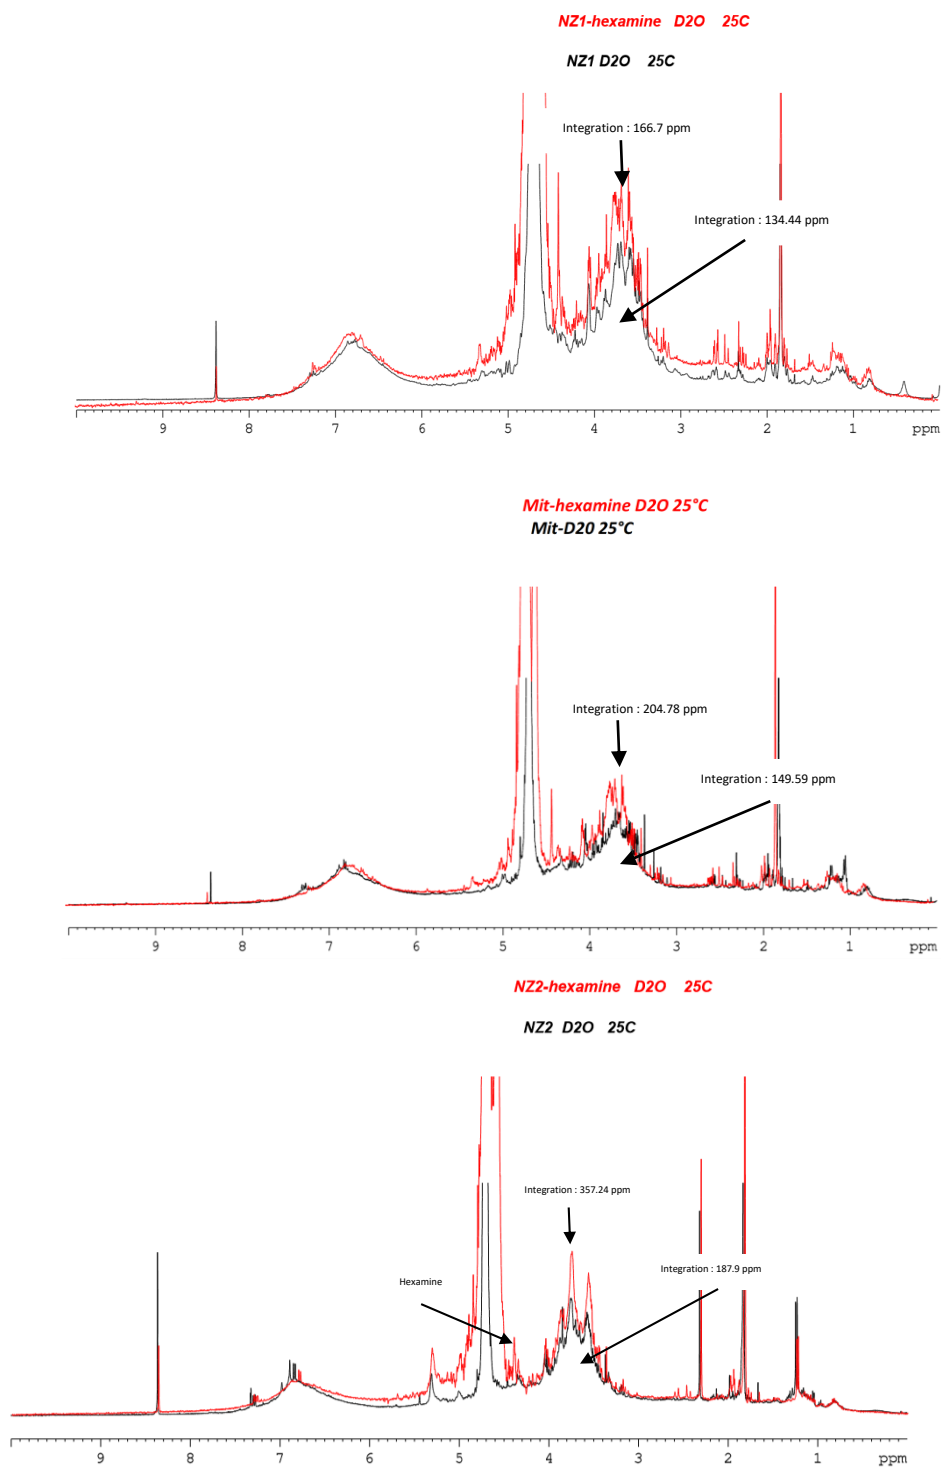 NZ1-hexamine D2O 25C
NZ1 D2O 25C
Integration : 166.7 ppm
Integration : 134.44 ppm
9 8 7 6 5 4 3 2 1 ppm
Mit-hexamine D2O 25°C
Mit-D20 25°C
Integration : 204.78 ppm
Integration : 149.59 ppm
9 8 7 6 5 4 3 2 1 ppm
NZ2-hexamine D2O 25C
NZ2 D2O 25C
Integration : 357.24 ppm
Integration : 187.9 ppm
Hexamine
9 8 7 6 5 4 3 2 1 ppm